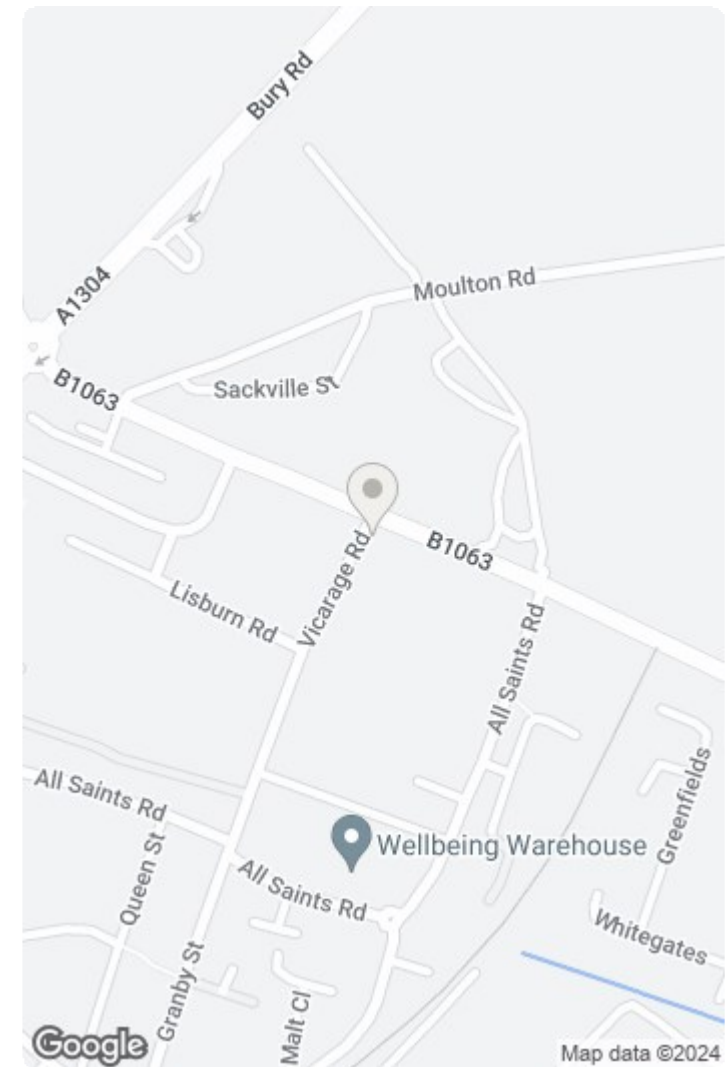 Bury Rd
A1304
Moulton Rd
Sackville St
B1063
B1063
Vicarage Rd
Lisburn Rd
All Saints Rd
All Saints Rd
Greenfields
Wellbeing Warehouse
Queen St
All Saints Rd
Whitegates
Granby St
Malt Cl
Google
Map data ©2024